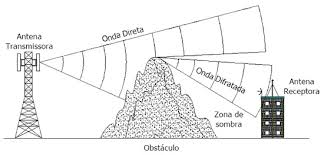 Antena
Transmissora
Onda Direta
Onda Difratada
Antena
Receptora
Zona de
sombra
Obstáculo